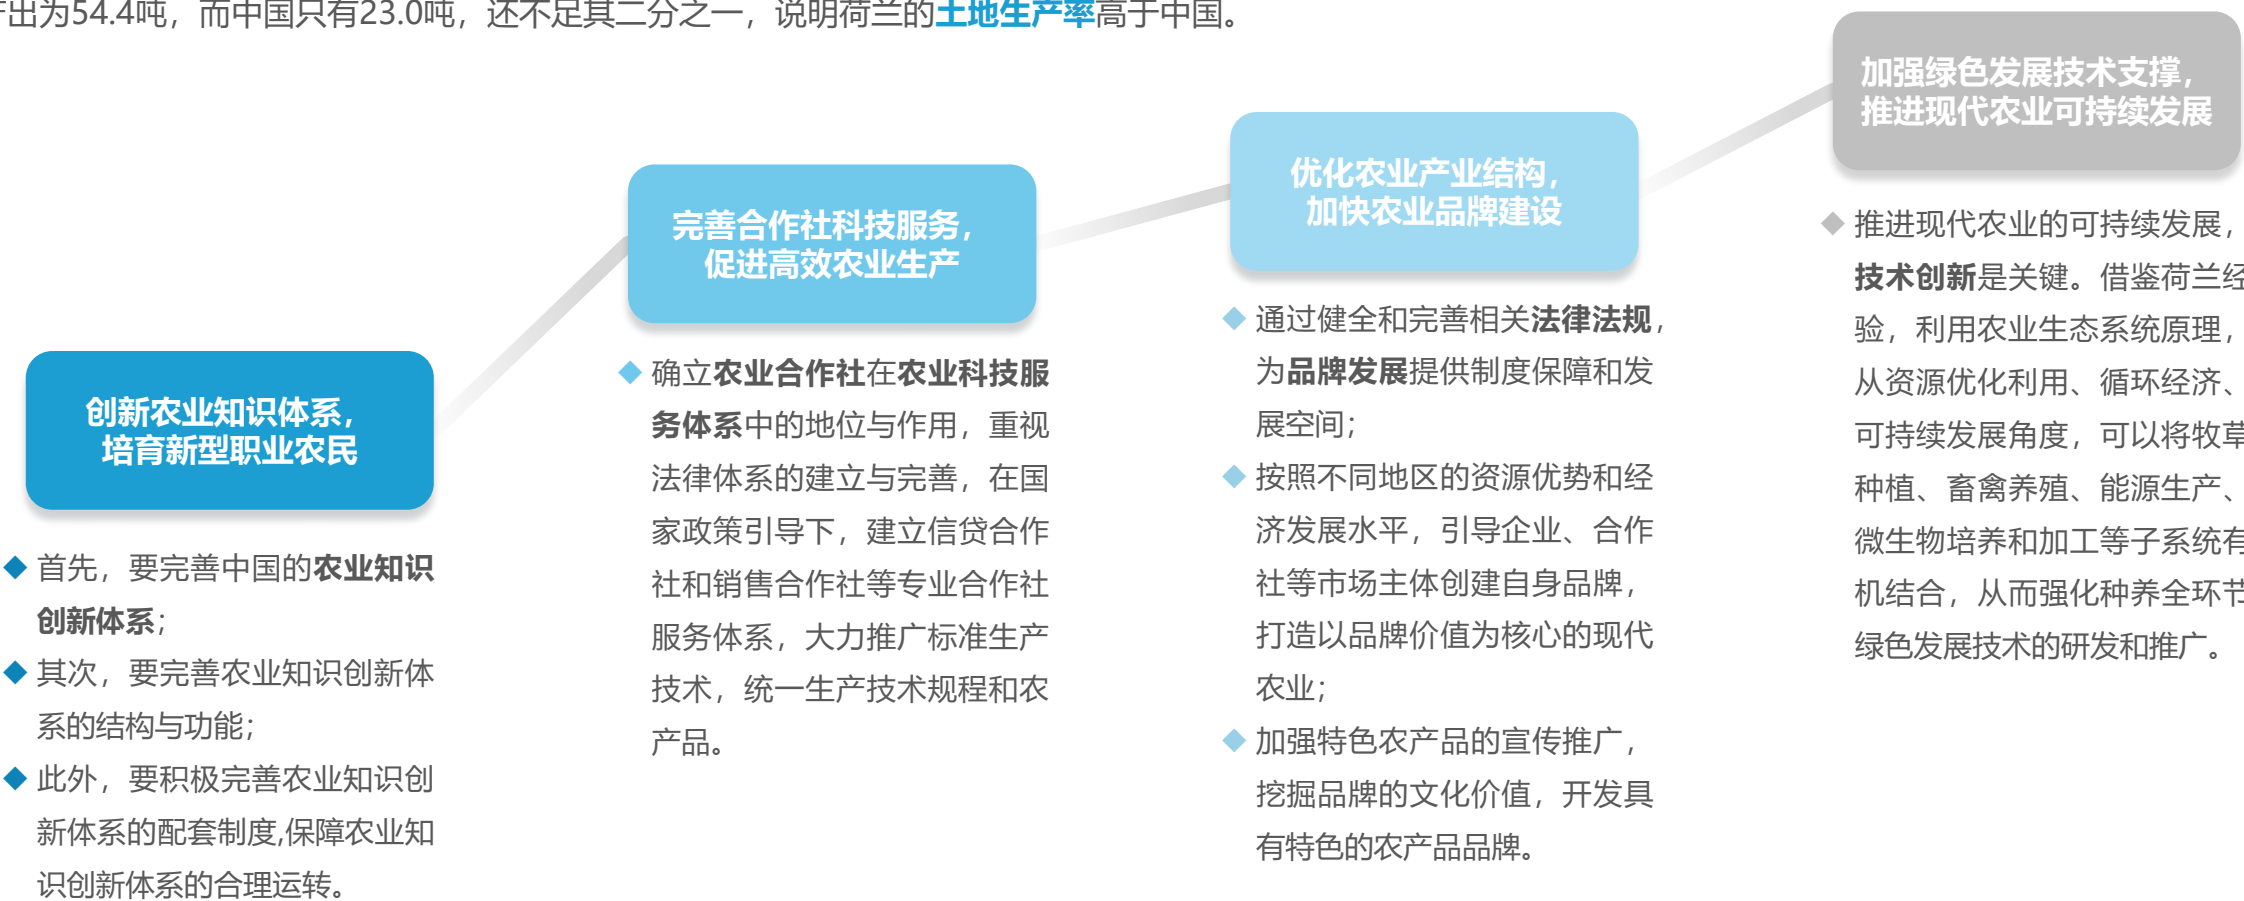 出为54.4吨，而中国只有23.0吨，还不足其二分之一，说明荷兰的土地生产率高于中国。
创新农业知识体系，
培育新型职业农民
◆首先，要完善中国的农业知识
创新体系；
◆其次，要完善农业知识创新体
系的结构与功能；
◆此外，要积极完善农业知识创
新体系的配套制度,保障农业知
识创新体系的合理运转。
完善合作社科技服务，
促进高效农业生产
◆确立农业合作社在农业科技服
务体系中的地位与作用，重视
法律体系的建立与完善，在国
家政策引导下，建立信贷合作
社和销售合作社等专业合作社
服务体系，大力推广标准生产
技术，统一生产技术规程和农
产品。
优化农业产业结构，
加快农业品牌建设
◆通过健全和完善相关法律法规，
为品牌发展提供制度保障和发
展空间；
◆按照不同地区的资源优势和经
济发展水平，引导企业、合作
社等市场主体创建自身品牌，
打造以品牌价值为核心的现代
农业；
◆加强特色农产品的宣传推广，
挖掘品牌的文化价值，开发具
有特色的农产品品牌。
加强绿色发展技术支撑，
推进现代农业可持续发展
◆推进现代农业的可持续发展，
技术创新是关键。借鉴荷兰经
验，利用农业生态系统原理，
从资源优化利用、循环经济、
可持续发展角度，可以将牧草
种植、畜禽养殖、能源生产、
微生物培养和加工等子系统有
机结合，从而强化种养全环节
绿色发展技术的研发和推广。